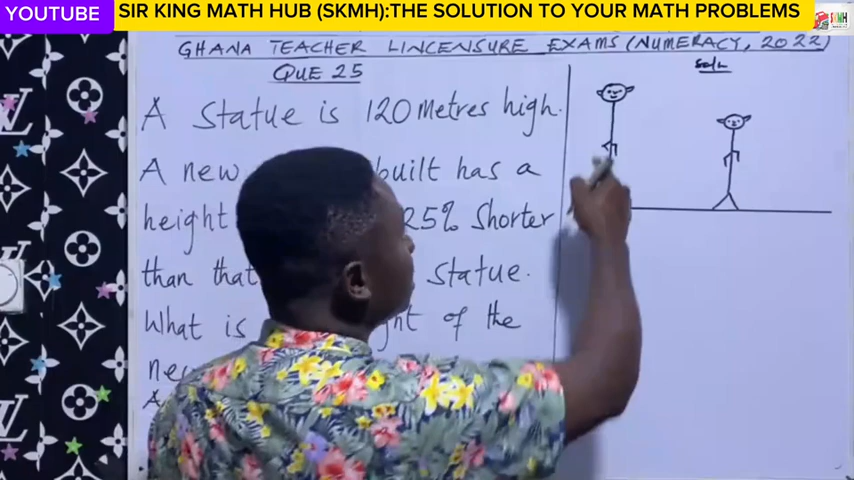 YOUTUBE
SIR KING MATH HUB (SKMH):THE SOLUTION TO YOUR MATH PROBLEMS
SKMH
GHANA TEACHER LINCENSURE EXAMS (NUMERACY, 2022)
QUE 25
Soln
A Statue is 120 Metres high.
A new built has a
height 25% Shorter
than that Statue.
What is of the